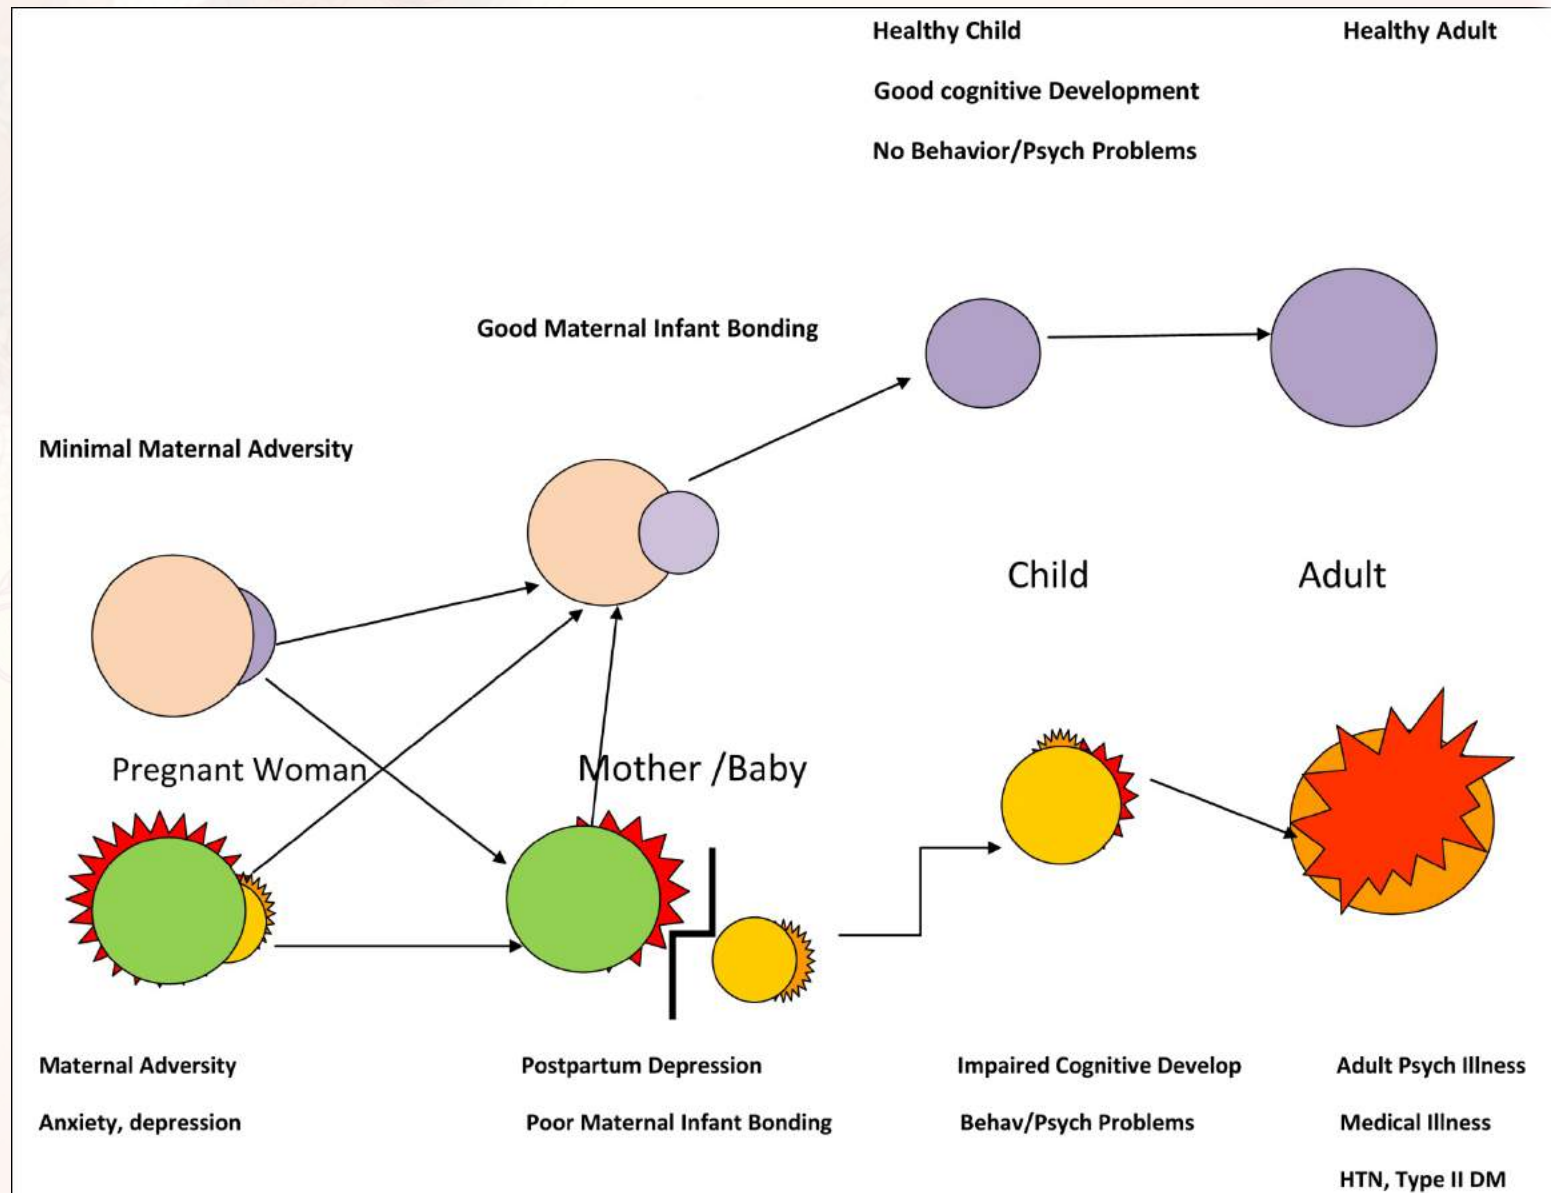 Healthy Child
Healthy Adult
Good cognitive Development
No Behavior/Psych Problems
Good Maternal Infant Bonding
Minimal Maternal Adversity
Child
Adult
Pregnant Woman
Mother /Baby
Maternal Adversity
Postpartum Depression
Impaired Cognitive Develop
Adult Psych Illness
Anxiety, depression
Poor Maternal Infant Bonding
Behav/Psych Problems
Medical Illness
HTN, Type II DM